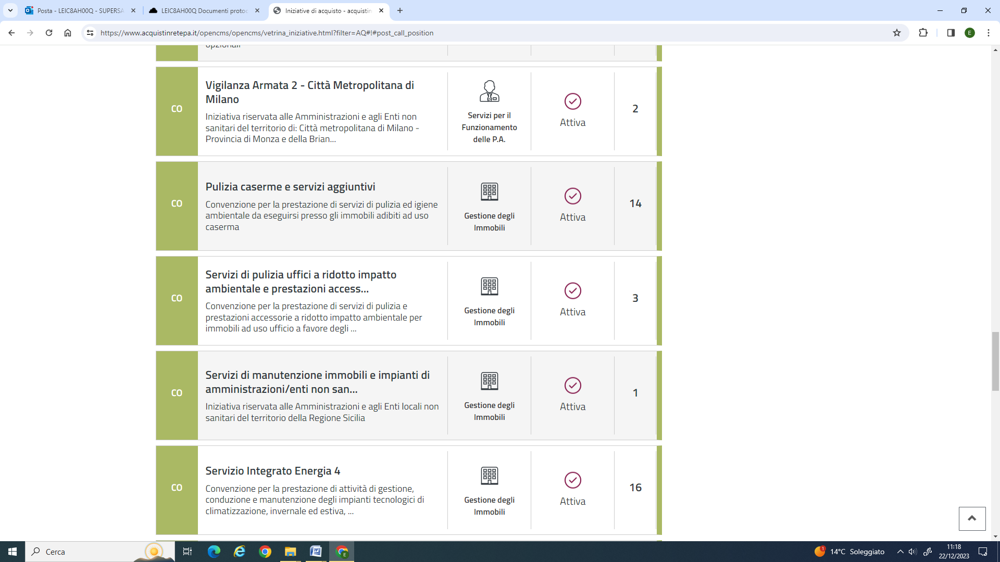 Posta - LEIC8AH00Q - SUPERSA
LEIC8AH00Q Documenti protoc
Iniziative di acquisto - acquistin
https://www.acquistinretepa.it/opencms/opencms/vetrina_iniziative.html?filter=AQ#!#post_call_position
E
opzionali
CO
Vigilanza Armata 2 - Città Metropolitana di
Milano
Iniziativa riservata alle Amministrazioni e agli Enti non
sanitari del territorio di: Città metropolitana di Milano -
Provincia di Monza e della Brian...
Servizi per il
Funzionamento
delle P.A.
Attiva
2
CO
Pulizia caserme e servizi aggiuntivi
Convenzione per la prestazione di servizi di pulizia ed igiene
ambientale da eseguirsi presso gli immobili adibiti ad uso
caserma
Gestione degli
Immobili
Attiva
14
CO
Servizi di pulizia uffici a ridotto impatto
ambientale e prestazioni access...
Convenzione per la prestazione di servizi di pulizia e
prestazioni accessorie a ridotto impatto ambientale per
immobili ad uso ufficio a favore degli ...
Gestione degli
Immobili
Attiva
3
CO
Servizi di manutenzione immobili e impianti di
amministrazioni/enti non san...
Iniziativa riservata alle Amministrazioni e agli Enti locali non
sanitari del territorio della Regione Sicilia
Gestione degli
Immobili
Attiva
1
CO
Servizio Integrato Energia 4
Convenzione per la prestazione di attività di gestione,
conduzione e manutenzione degli impianti tecnologici di
climatizzazione, invernale ed estiva, ...
Gestione degli
Immobili
Attiva
16
Cerca
1
14°C Soleggiato
11:18
22/12/2023